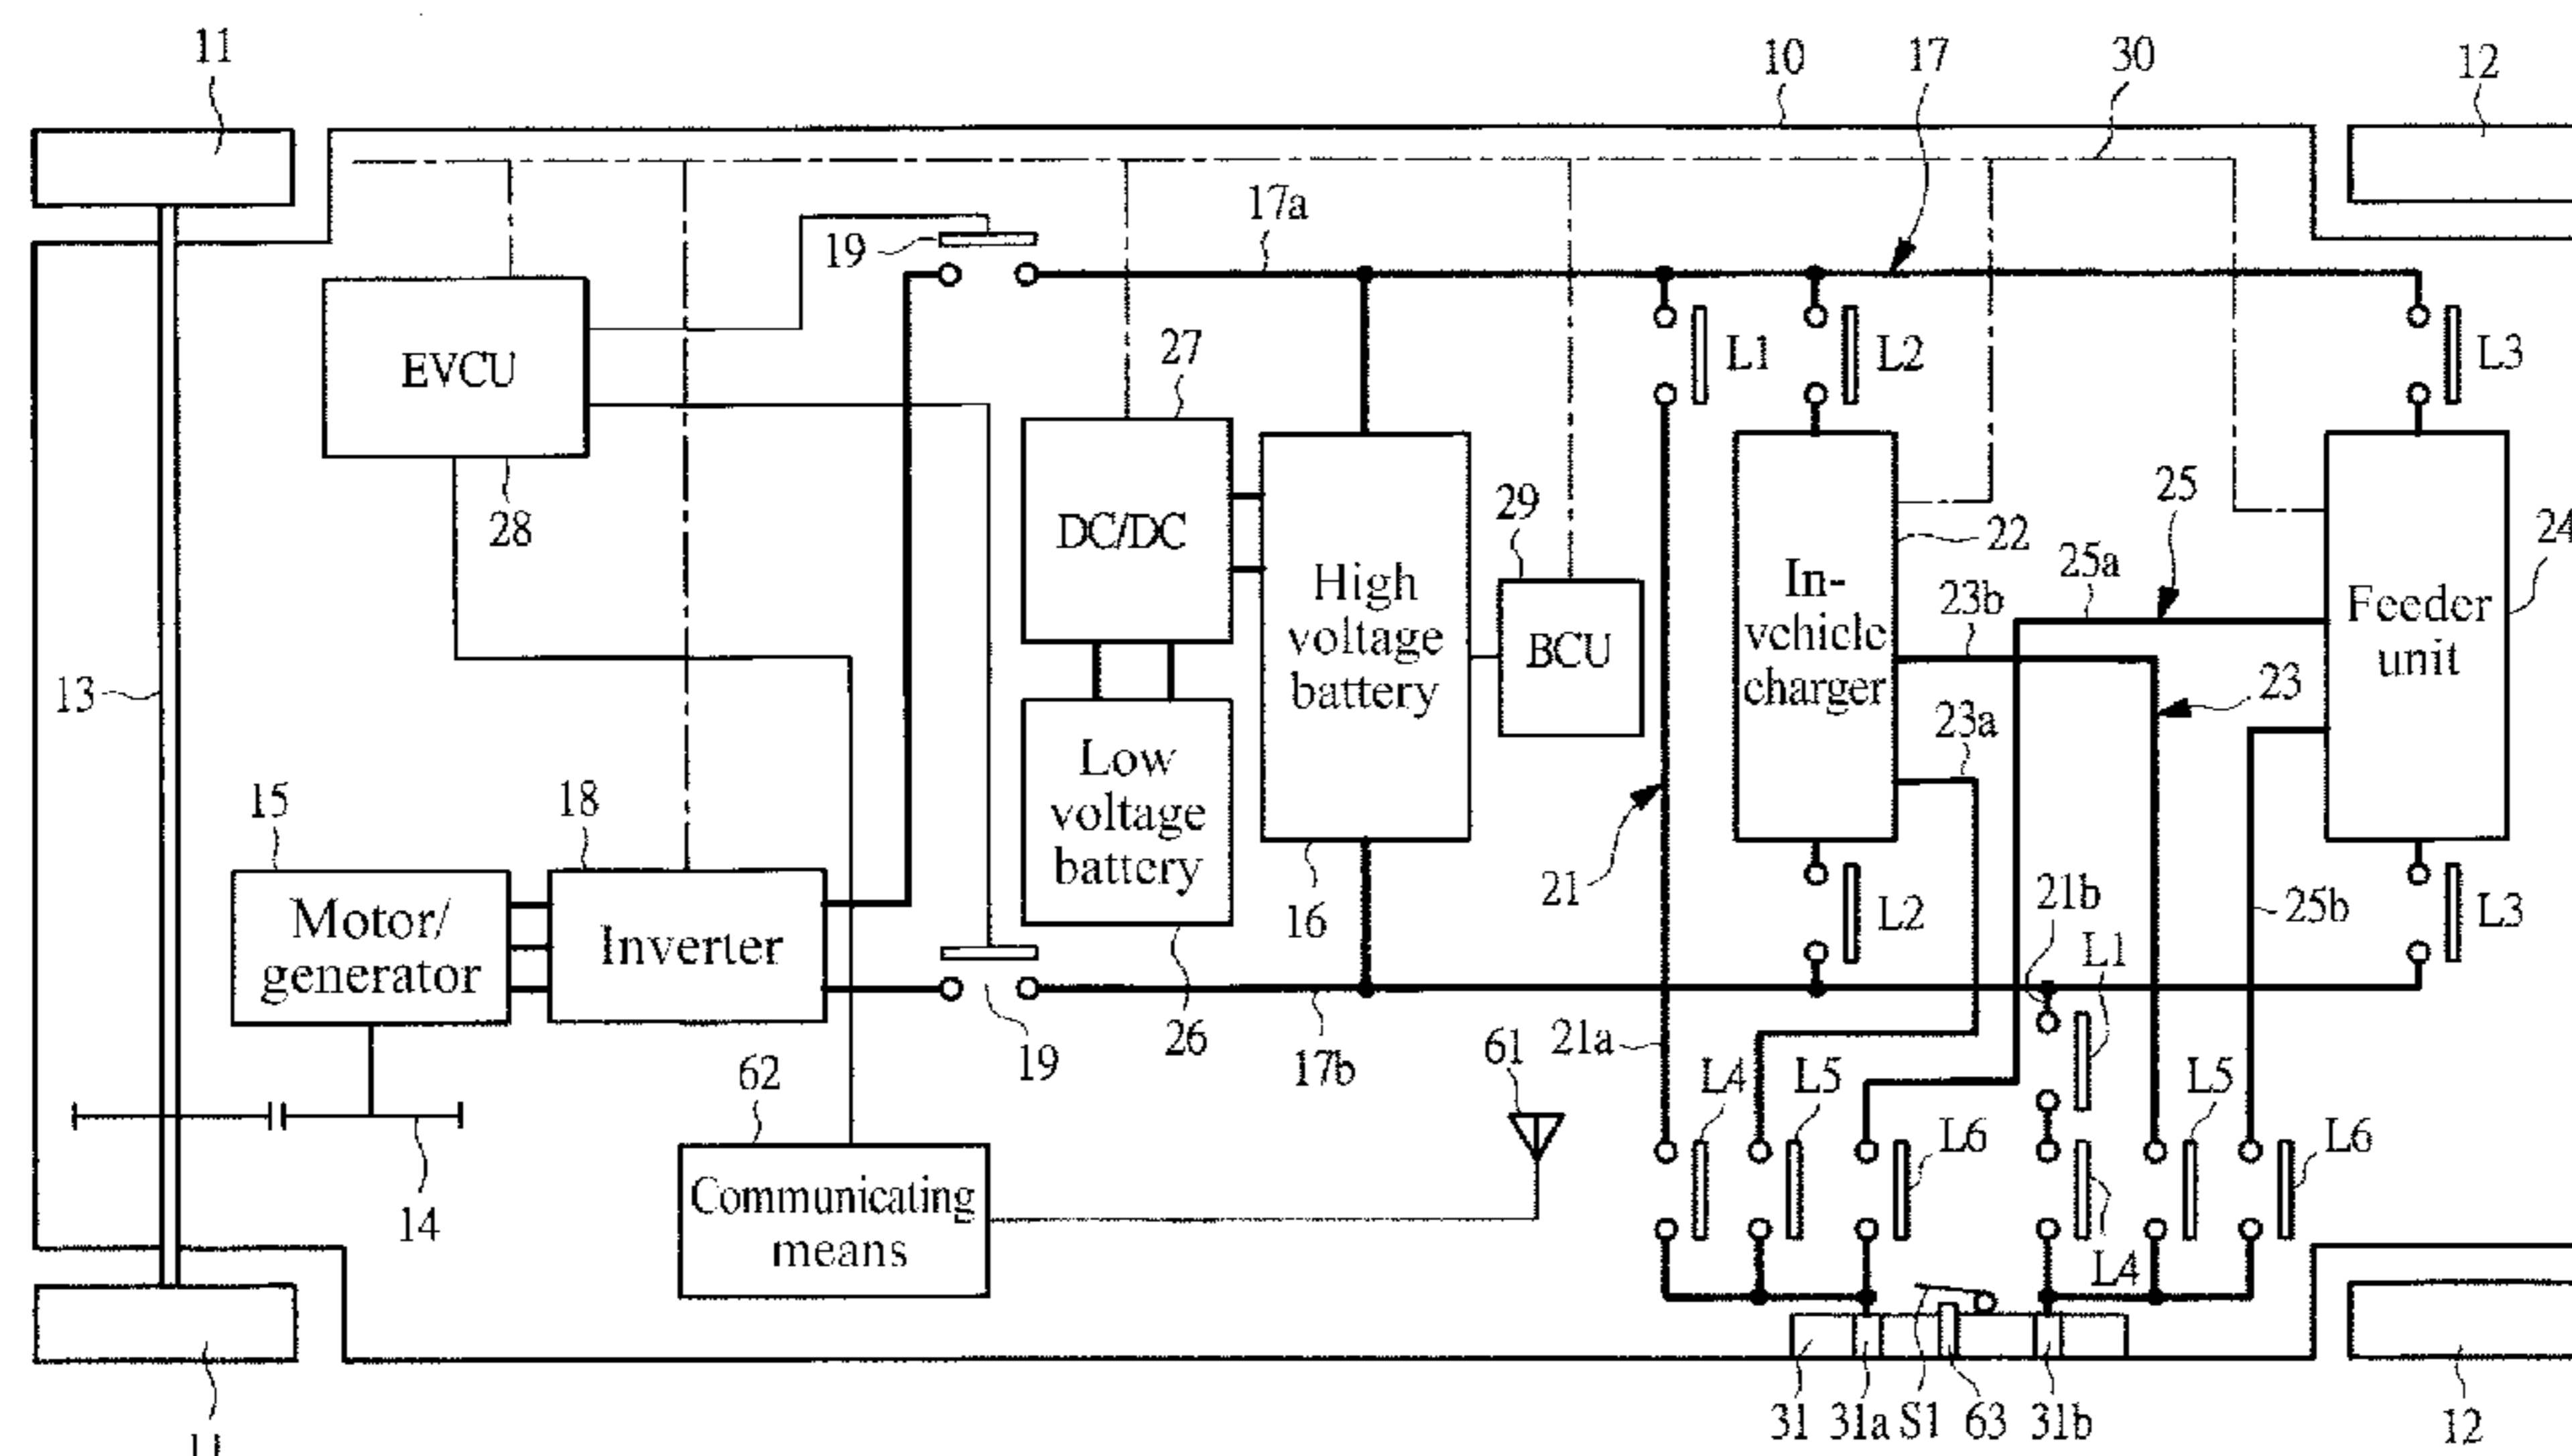 11
10
17
30
12
17a
19
EVCU
28
27
DC/DC
High
voltage
battery
16
29
BCU
L1
L2
L3
In-
vehicle
charger
22
25
25a
23b
23
23a
Feeder
unit
24
13
15
Motor/
generator
18
Inverter
Low
voltage
battery
26
21
L2
21b
L1
25b
L3
19
17b
21a
14
62
Communicating
means
61
L4
L5
L6
L4
L5
L6
31
31a
S1
63
31b
12
11